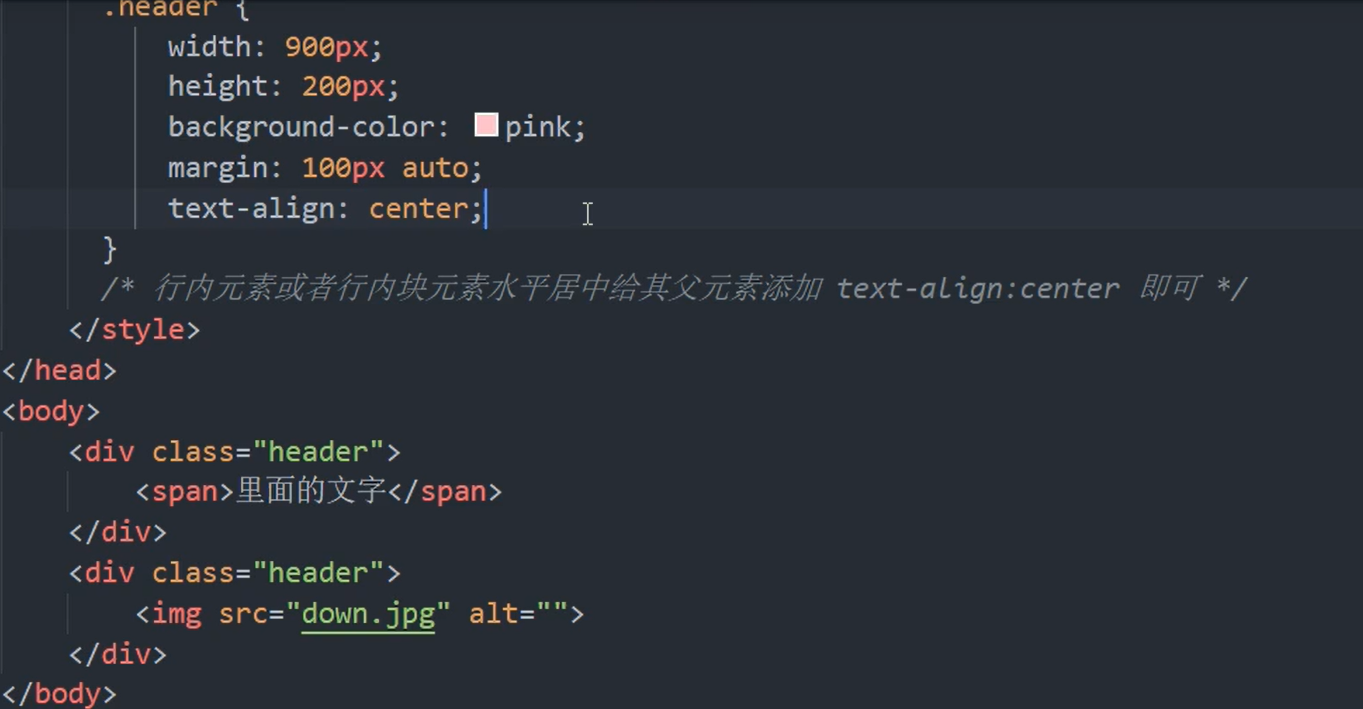 .header {
width: 900px;
height: 200px;
background-color: pink;
margin: 100px auto;
text-align: center;
}
/* 行内元素或者行内块元素水平居中给其父元素添加 text-align:center 即可 */
</style>
</head>
<body>
<div class="header">
<span>里面的文字</span>
</div>
<div class="header">
<img src="down.jpg" alt="">
</div>
</body>